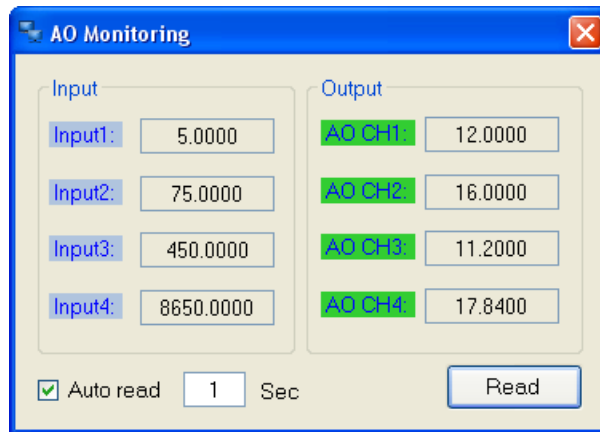 AO Monitoring
Input
Input1: 5.0000
Input2: 75.0000
Input3: 450.0000
Input4: 8650.0000
Output
AO CH1: 12.0000
AO CH2: 16.0000
AO CH3: 11.2000
AO CH4: 17.8400
Auto read 1 Sec
Read